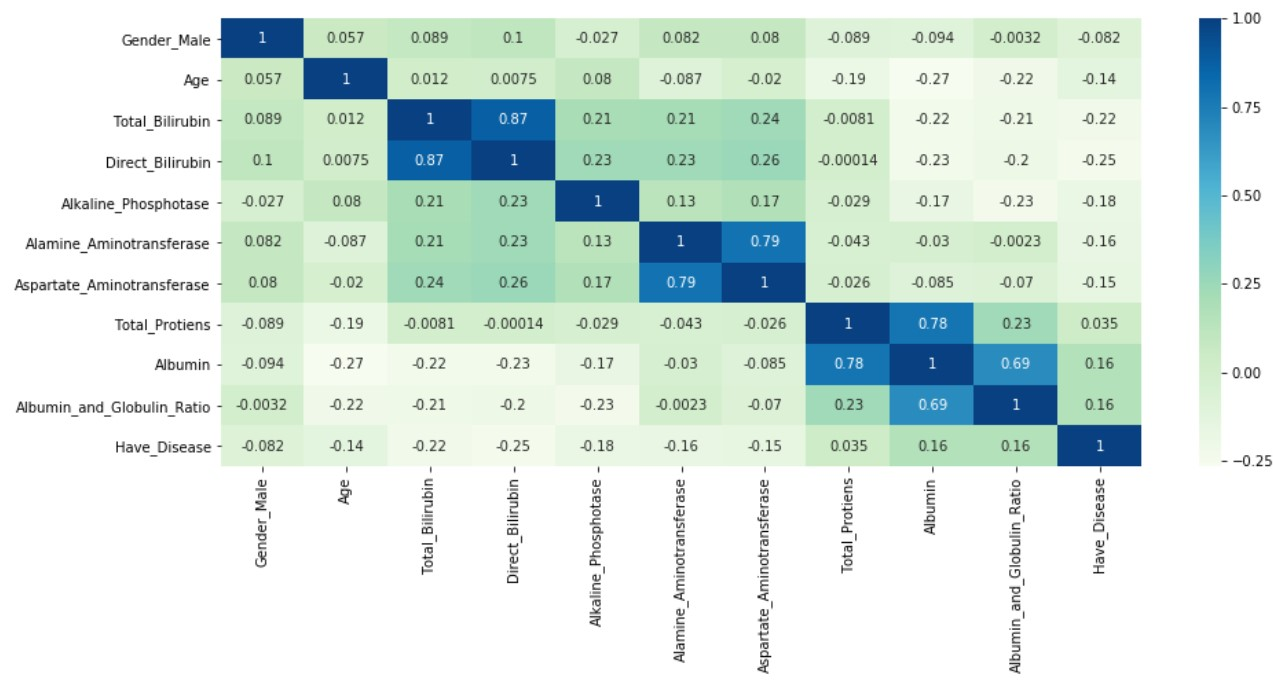 Gender_Male 1 0.057 0.089 0.1 -0.027 0.082 0.08 -0.089 -0.094 -0.0032 -0.082
Age 0.057 1 0.012 0.0075 0.08 -0.087 -0.02 -0.19 -0.27 -0.22 -0.14
Total_Bilirubin 0.089 0.012 1 0.87 0.21 0.21 0.24 -0.0081 -0.22 -0.21 -0.22
Direct_Bilirubin 0.1 0.0075 0.87 1 0.23 0.23 0.26 -0.00014 -0.23 -0.2 -0.25
Alkaline_Phosphotase -0.027 0.08 0.21 0.23 1 0.13 0.17 -0.029 -0.17 -0.23 -0.18
Alamine_Aminotransferase 0.082 -0.087 0.21 0.23 0.13 1 0.79 -0.043 -0.03 -0.0023 -0.16
Aspartate_Aminotransferase 0.08 -0.02 0.24 0.26 0.17 0.79 1 -0.026 -0.085 -0.07 -0.15
Total_Protiens -0.089 -0.19 -0.0081 -0.00014 -0.029 -0.043 -0.026 1 0.78 0.23 0.035
Albumin -0.094 -0.27 -0.22 -0.23 -0.17 -0.03 -0.085 0.78 1 0.69 0.16
Albumin_and_Globulin_Ratio -0.0032 -0.22 -0.21 -0.2 -0.23 -0.0023 -0.07 0.23 0.69 1 0.16
Have_Disease -0.082 -0.14 -0.22 -0.25 -0.18 -0.16 -0.15 0.035 0.16 0.16 1
Gender_Male
Age
Total_Bilirubin
Direct_Bilirubin
Alkaline_Phosphotase
Alamine_Aminotransferase
Aspartate_Aminotransferase
Total_Protiens
Albumin
Albumin_and_Globulin_Ratio
Have_Disease
1.00
0.75
0.50
0.25
0.00
−0.25